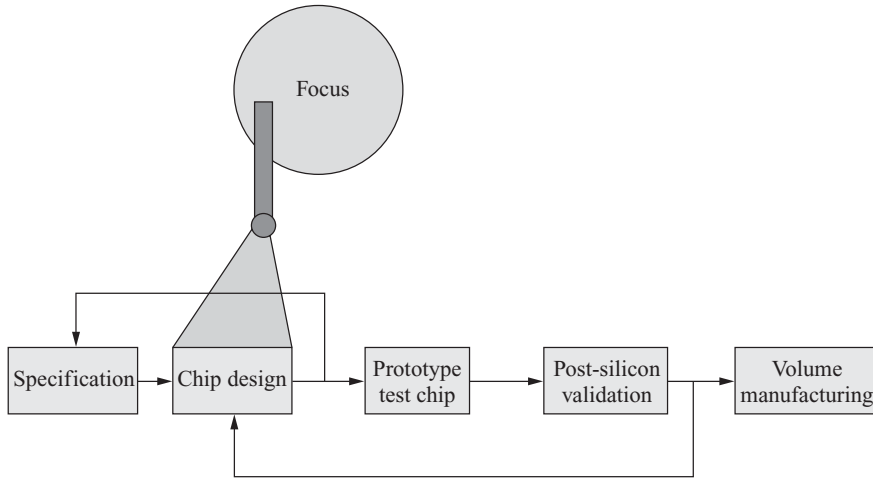 Focus
Specification
Chip design
Prototype
test chip
Post-silicon
validation
Volume
manufacturing